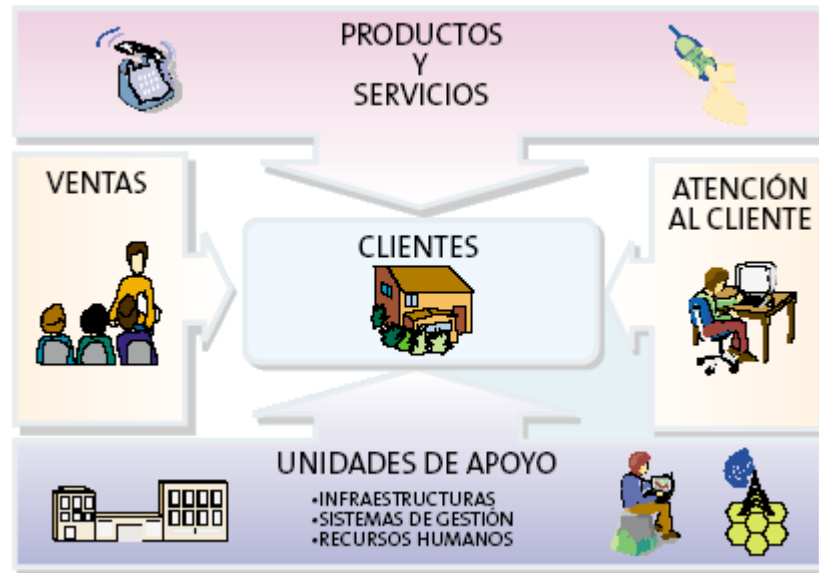 PRODUCTOS
Y
SERVICIOS
VENTAS
CLIENTES
ATENCIÓN
AL CLIENTE
UNIDADES DE APOYO
•INFRAESTRUCTURAS
•SISTEMAS DE GESTIÓN
•RECURSOS HUMANOS